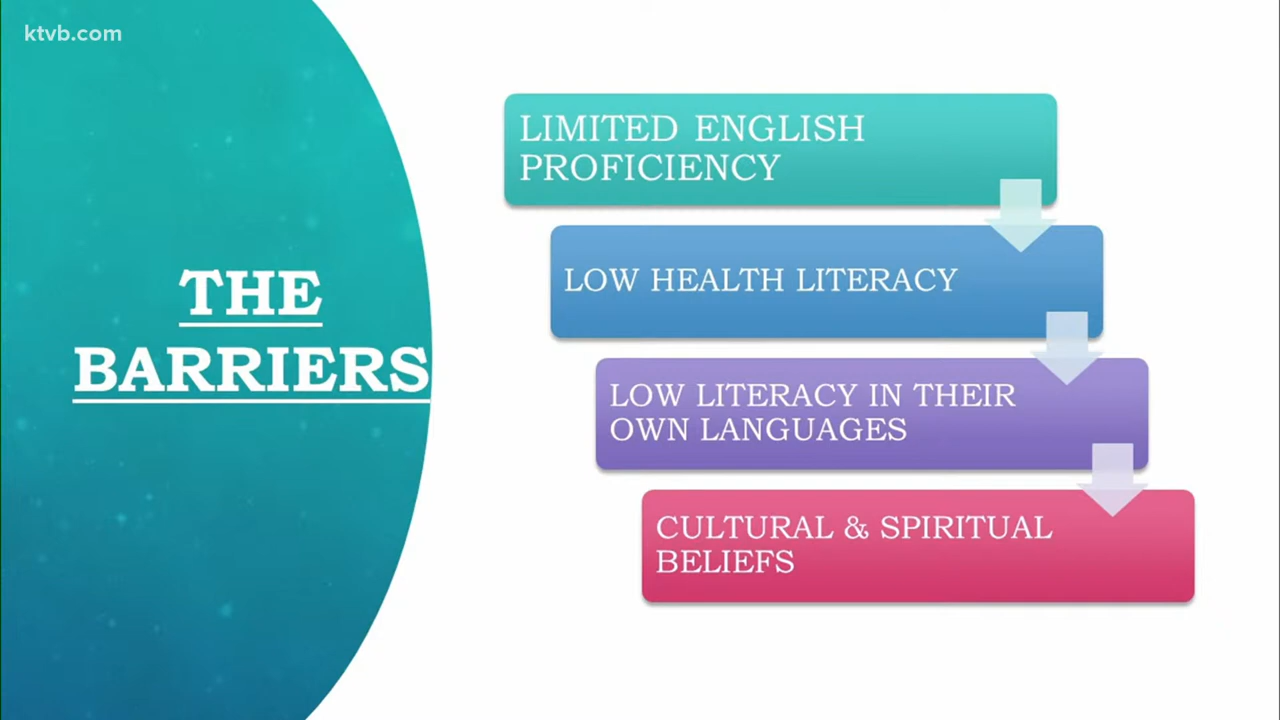 ktvb.com
THE
BARRIERS
LIMITED ENGLISH
PROFICIENCY
LOW HEALTH LITERACY
LOW LITERACY IN THEIR
OWN LANGUAGES
CULTURAL & SPIRITUAL
BELIEFS